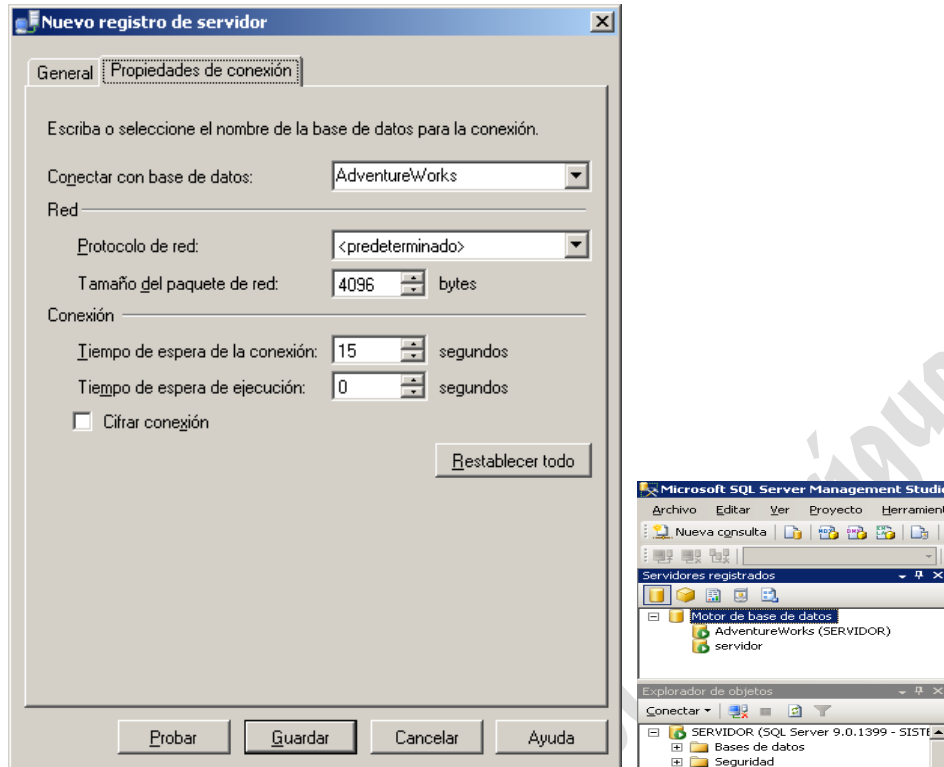 Nuevo registro de servidor
General Propiedades de conexión
Escriba o seleccione el nombre de la base de datos para la conexión.
Conectar con base de datos: AdventureWorks
Red
Protocolo de red: <predeterminado>
Tamaño del paquete de red: 4096 bytes
Conexión
Tiempo de espera de la conexión: 15 segundos
Tiempo de espera de ejecución: 0 segundos
Cifrar conexión
Restablecer todo
Probar Guardar Cancelar Ayuda
Microsoft SQL Server Management Studio
Archivo Editar Ver Proyecto Herramient
Nueva consulta
Servidores registrados
Motor de base de datos
AdventureWorks (SERVIDOR)
servidor
Explorador de objetos
Conectar
SERVIDOR (SQL Server 9.0.1399 - SISTE
Bases de datos
Seguridad